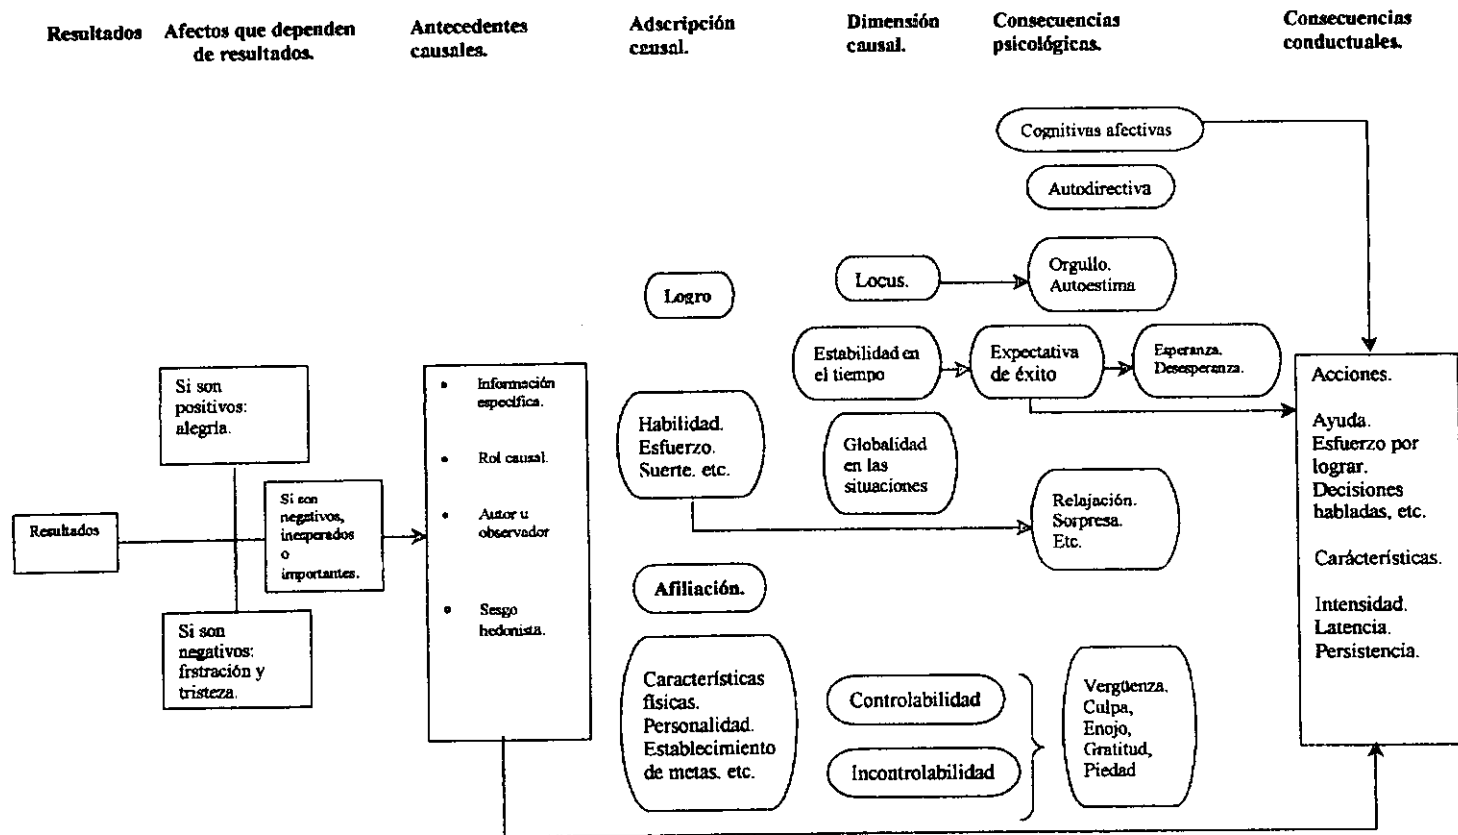 Resultados
Afectos que dependen
de resultados.
Antecedentes
causales.
Adscripción
causal.
Dimensión
causal.
Consecuencias
psicológicas.
Consecuencias
conductuales.
Cognitivas afectivas
Autodirectiva
Orgullo.
Autoestima
Locus.
Logro
Estabilidad en
el tiempo
Expectativa
de éxito
Esperanza.
Desesperanza.
Si son
positivos:
alegría.
Información
específica.
Rol causal.
Autor u
observador
Sesgo
hedonista.
Habilidad.
Esfuerzo.
Suerte. etc.
Globalidad
en las
situaciones
Acciones.
Ayuda.
Esfuerzo por
lograr.
Decisiones
habladas, etc.
Carácterísticas.
Intensidad.
Latencia.
Persistencia.
Resultados
Si son
negativos,
inesperados
o
importantes.
Relajación.
Sorpresa.
Etc.
Afiliación.
Si son
negativos:
frstración y
tristeza.
Características
físicas.
Personalidad.
Establecimiento
de metas. etc.
Controlabilidad
Incontrolabilidad
Vergüenza.
Culpa,
Enojo,
Gratitud,
Piedad